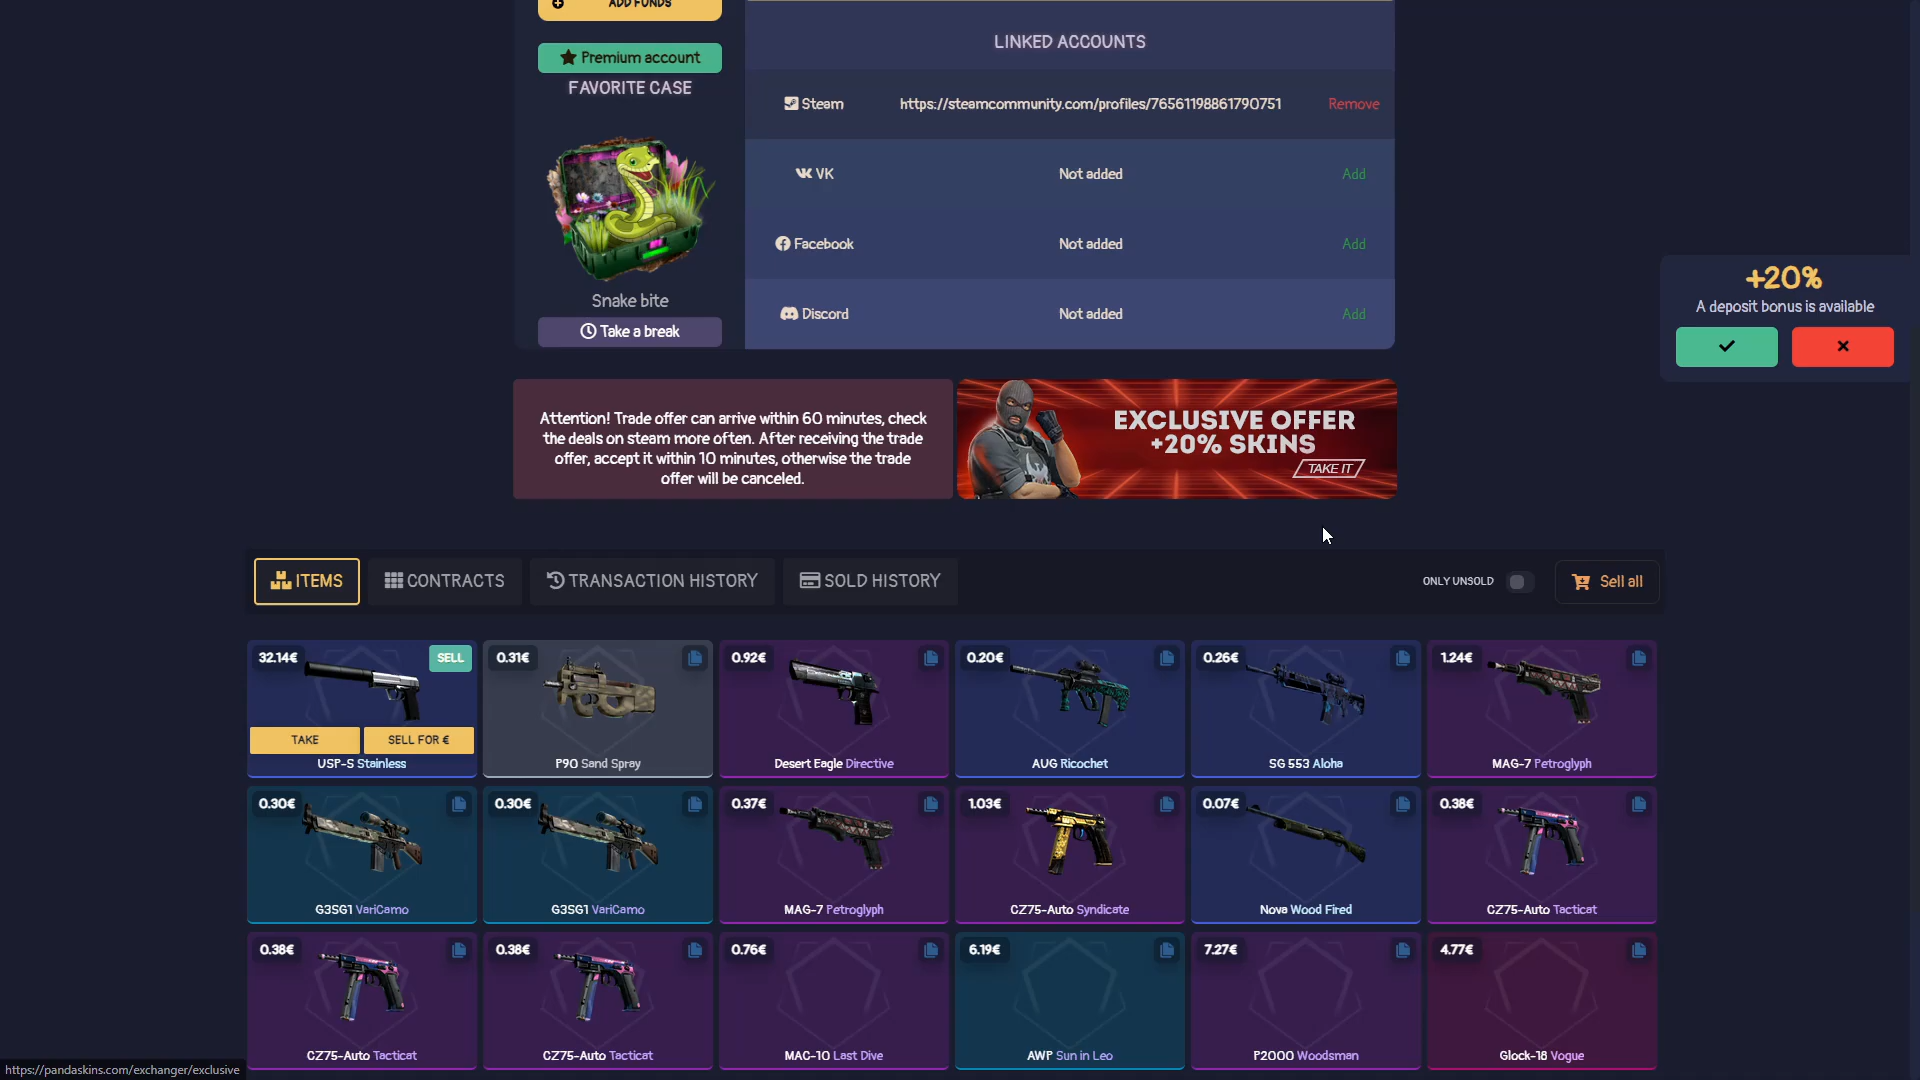 ADD FUNDS
Premium account
FAVORITE CASE
Snake bite
Take a break
LINKED ACCOUNTS
Steam https://steamcommunity.com/profiles/76561198861790751 Remove
VK Not added Add
Facebook Not added Add
Discord Not added Add
+20%
A deposit bonus is available
Attention! Trade offer can arrive within 60 minutes, check
the deals on steam more often. After receiving the trade
offer, accept it within 10 minutes, otherwise the trade
offer will be canceled.
EXCLUSIVE OFFER
+20% SKINS
TAKE IT
ITEMS CONTRACTS TRANSACTION HISTORY SOLD HISTORY ONLY UNSOLD Sell all
32.14€ SELL 0.31€ 0.92€ 0.20€ 0.26€ 1.24€
TAKE SELL FOR €
USP-S Stainless P90 Sand Spray Desert Eagle Directive AUG Ricochet SG 553 Aloha MAG-7 Petroglyph
0.30€ 0.30€ 0.37€ 1.03€ 0.07€ 0.38€
G3SG1 VariCamo G3SG1 VariCamo MAG-7 Petroglyph CZ75-Auto Syndicate Nova Wood Fired CZ75-Auto Tacticat
0.38€ 0.38€ 0.76€ 6.19€ 7.27€ 4.77€
CZ75-Auto Tacticat CZ75-Auto Tacticat MAC-10 Last Dive AWP Sun in Leo P2000 Woodsman Glock-18 Vogue
https://pandaskins.com/exchanger/exclusive